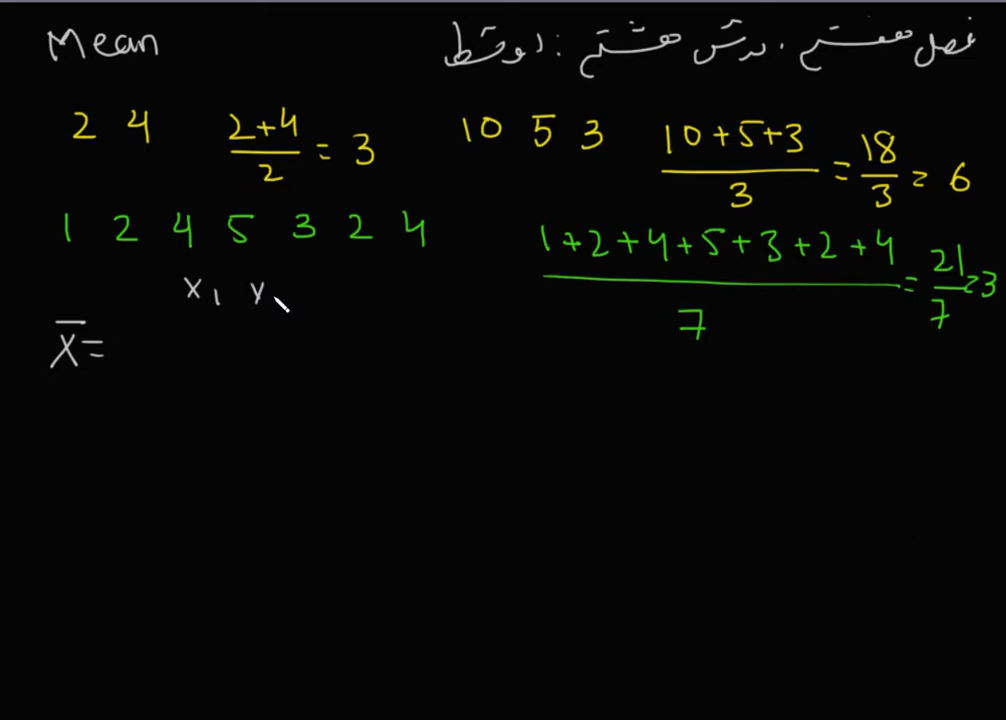 Mean
فصل هفتم، درس هشتم: اوسط
2 4 (2+4)/2 = 3
10 5 3 (10+5+3)/3 = 18/3 = 6
1 2 4 5 3 2 4 (1+2+4+5+3+2+4)/7 = 21/7 = 3
x₁ x
x̄ =